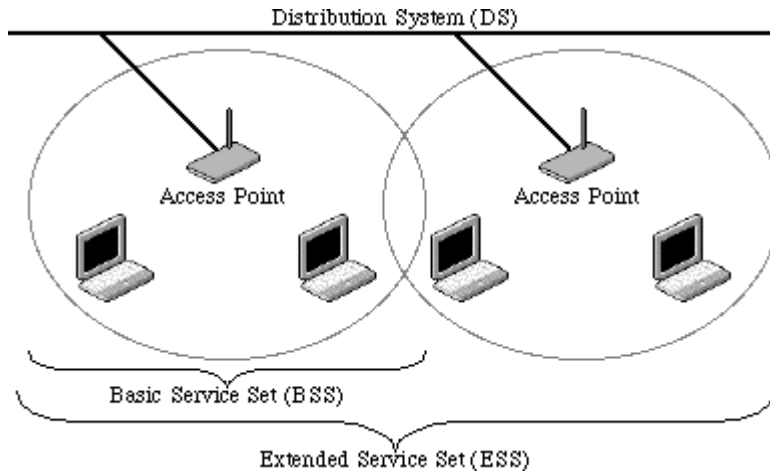 Distribution System (DS)
Access Point
Access Point
Basic Service Set (BSS)
Extended Service Set (ESS)